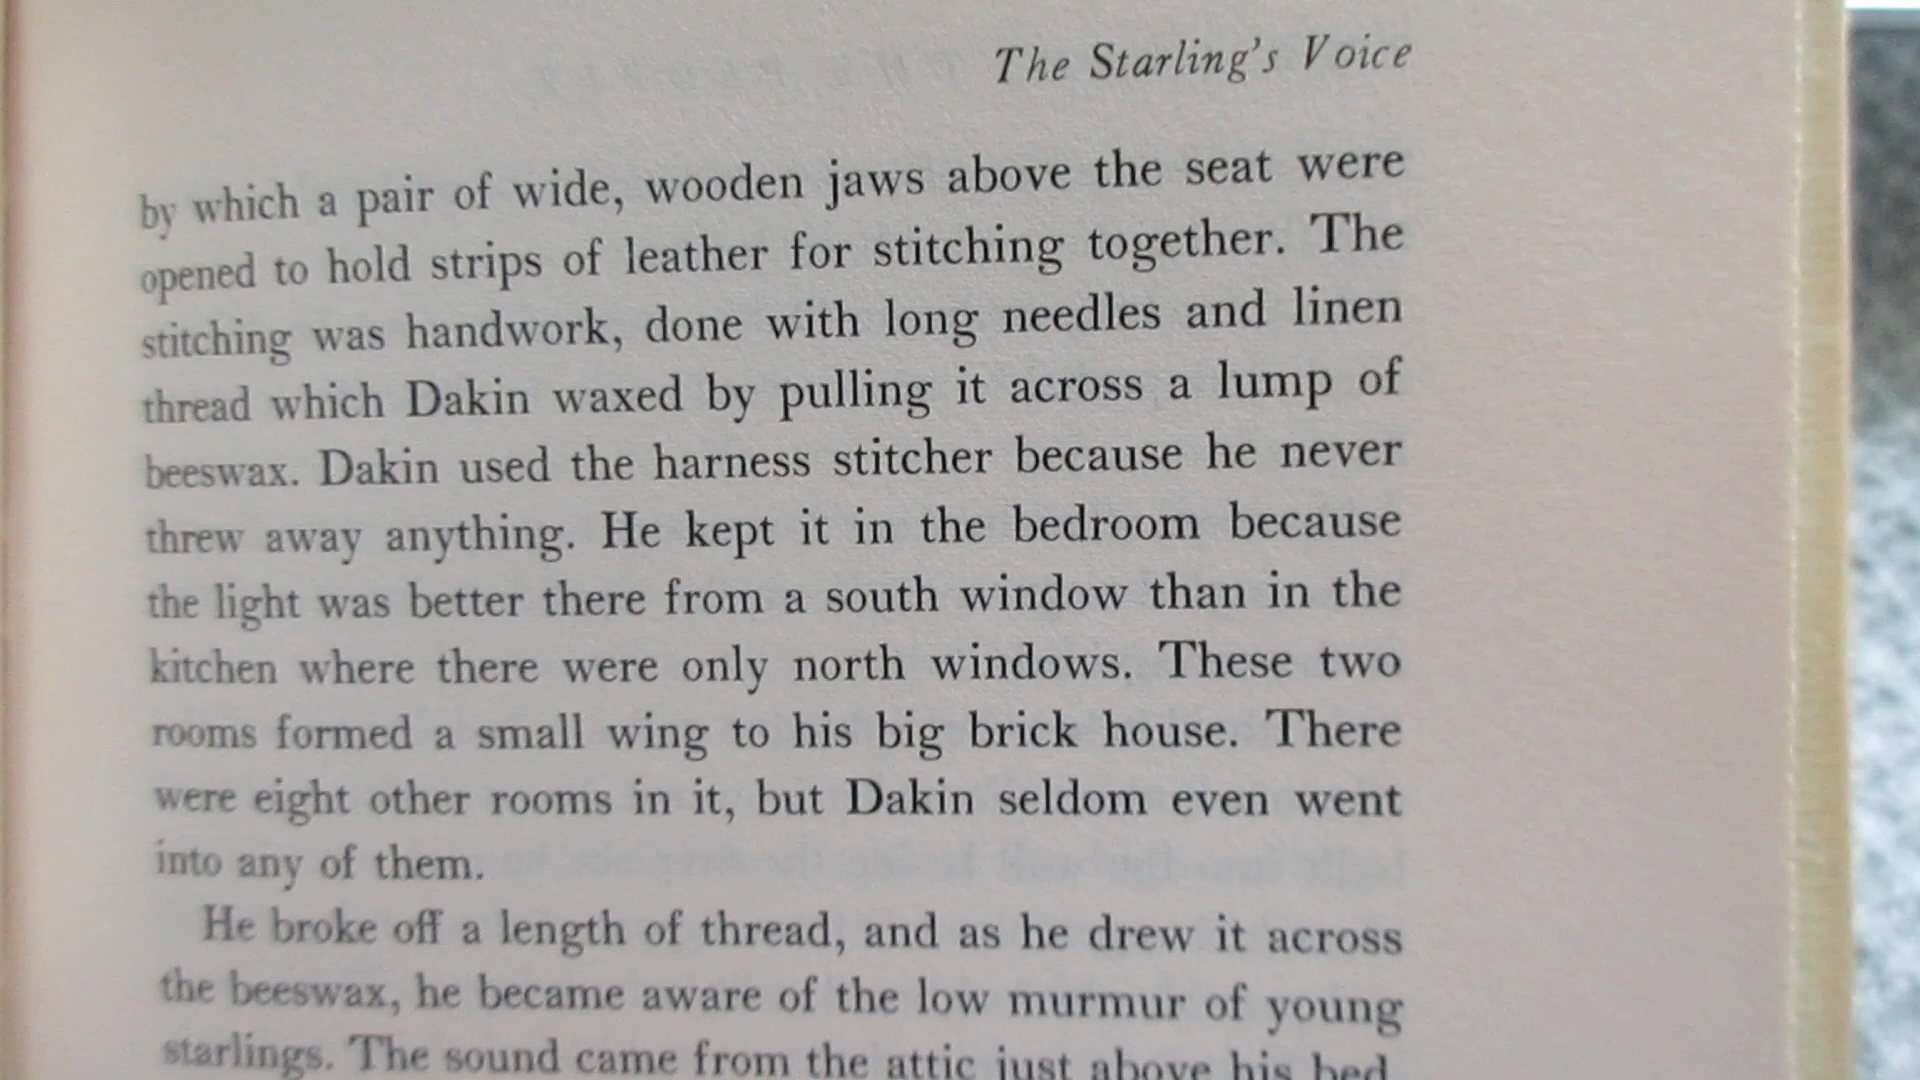 The Starling's Voice
by which a pair of wide, wooden jaws above the seat were
opened to hold strips of leather for stitching together. The
stitching was handwork, done with long needles and linen
thread which Dakin waxed by pulling it across a lump of
beeswax. Dakin used the harness stitcher because he never
threw away anything. He kept it in the bedroom because
the light was better there from a south window than in the
kitchen where there were only north windows. These two
rooms formed a small wing to his big brick house. There
were eight other rooms in it, but Dakin seldom even went
into any of them.
He broke off a length of thread, and as he drew it across
the beeswax, he became aware of the low murmur of young
starlings. The sound came from the attic just above his bed